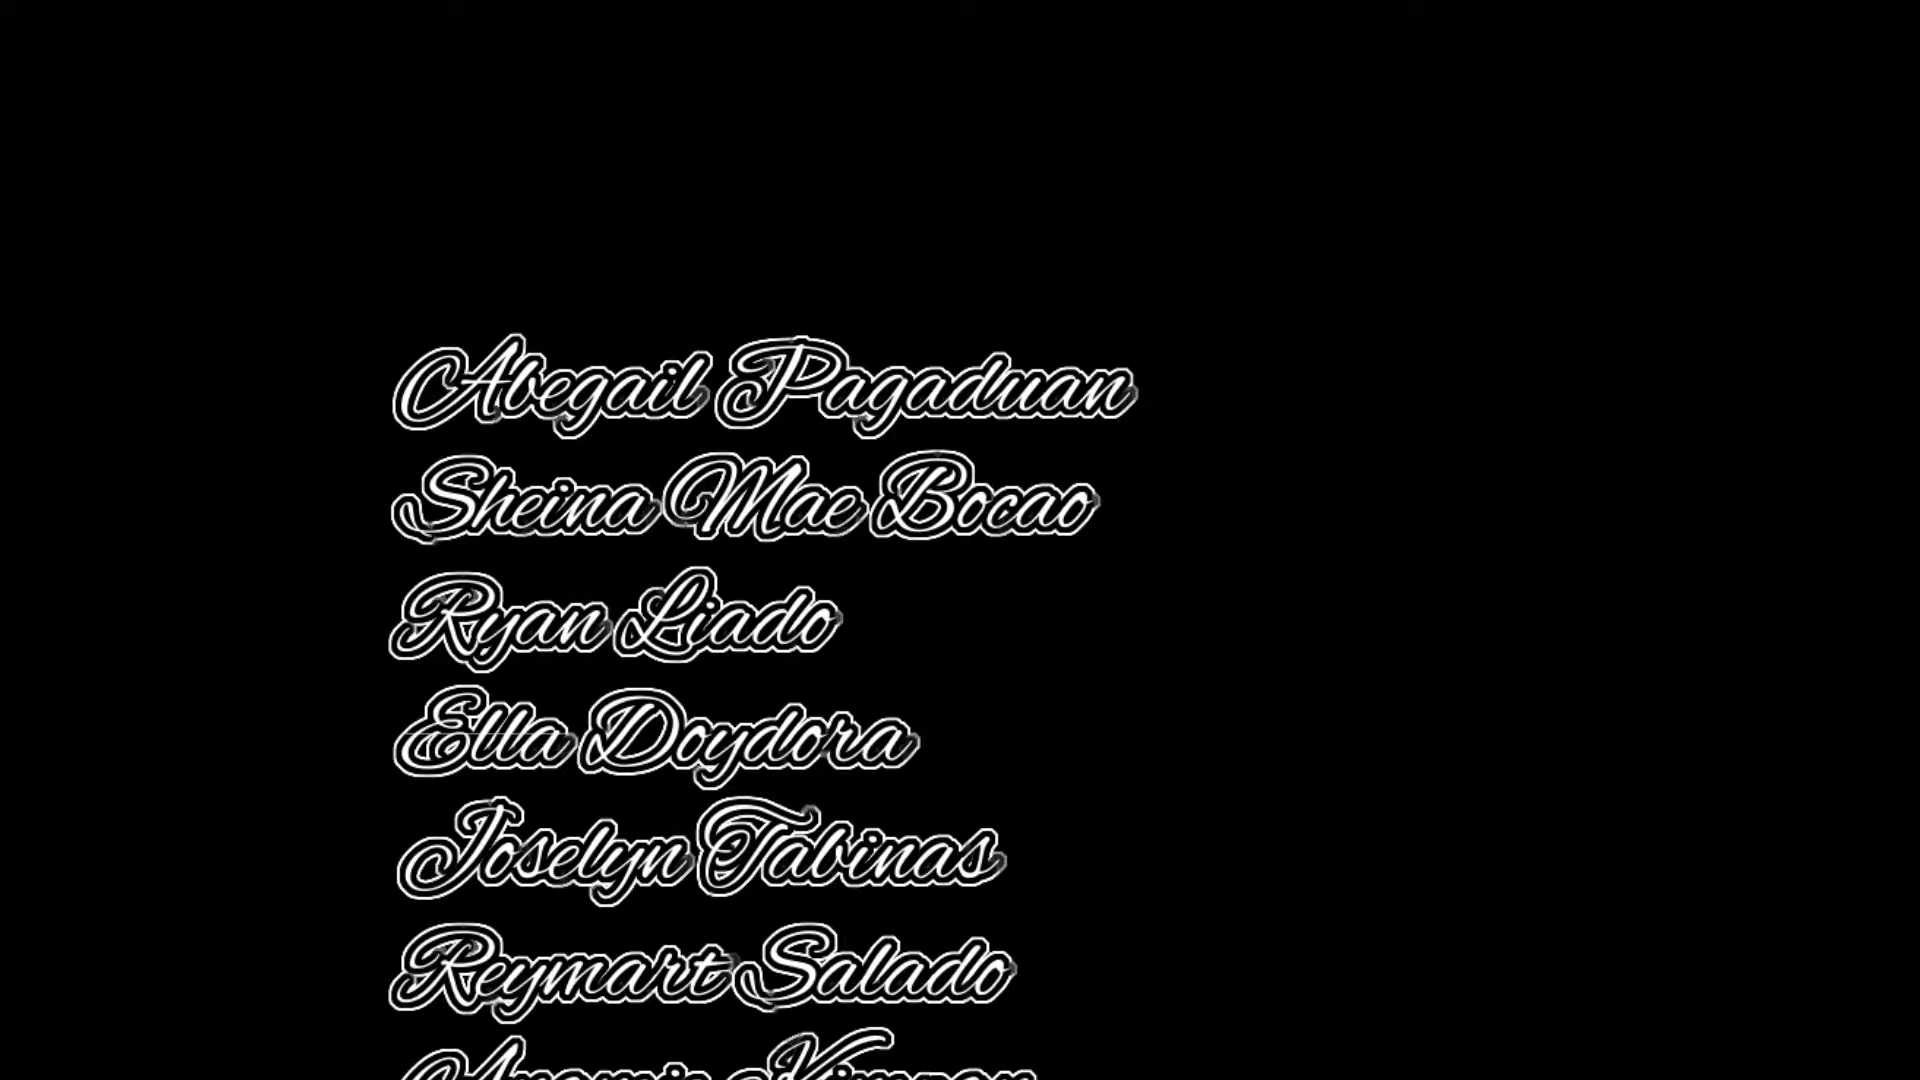 Abegail Pagaduan
Sheina Mae Bocao
Ryan Liado
Ella Doydora
Joselyn Tabinas
Reymart Salado